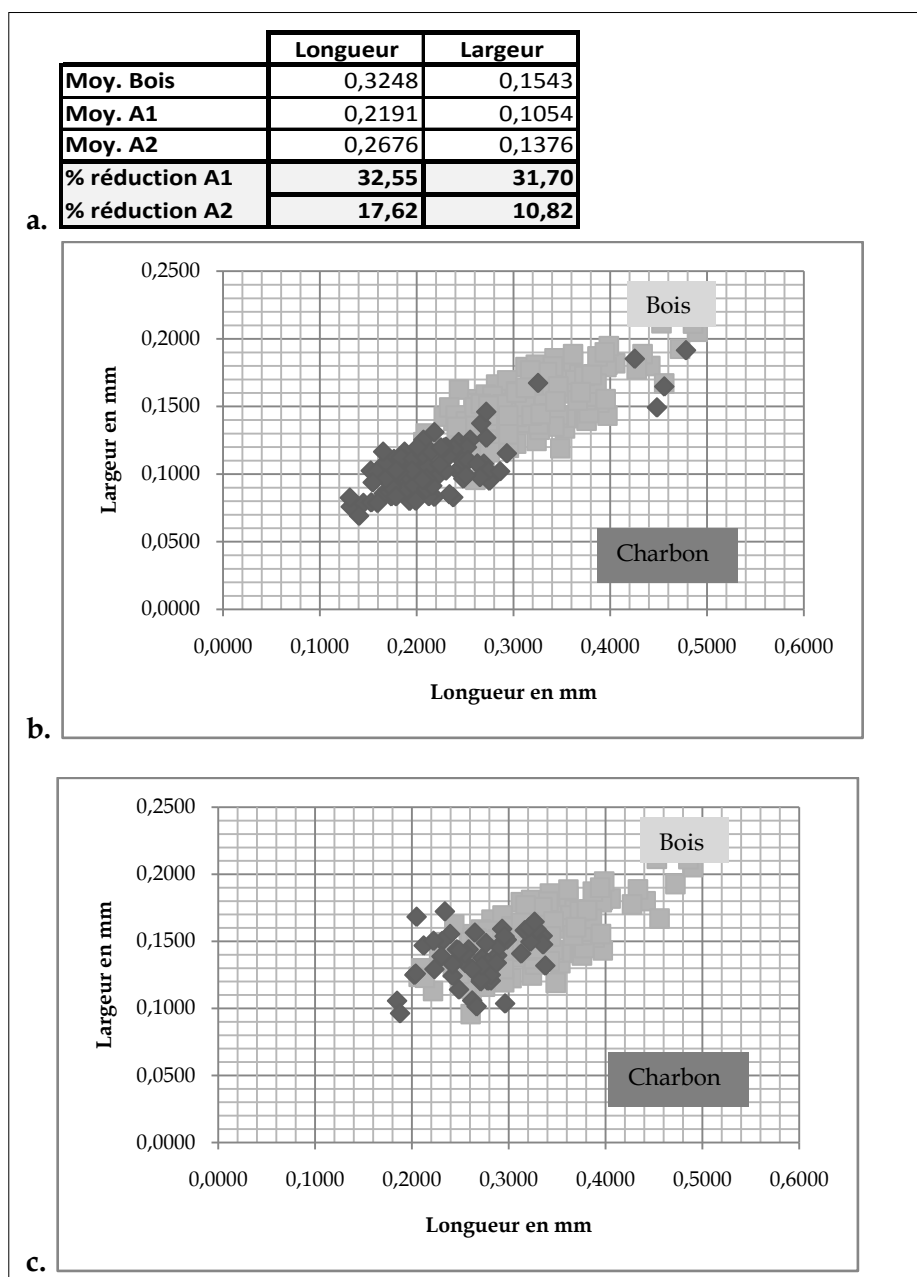 Longueur Largeur
Moy. Bois 0,3248 0,1543
Moy. A1 0,2191 0,1054
Moy. A2 0,2676 0,1376
% réduction A1 32,55 31,70
% réduction A2 17,62 10,82
a.
0,2500
0,2000
0,1500
0,1000
0,0500
0,0000
Largeur en mm
Bois
Charbon
0,0000 0,1000 0,2000 0,3000 0,4000 0,5000 0,6000
Longueur en mm
b.
0,2500
0,2000
0,1500
0,1000
0,0500
0,0000
Largeur en mm
Bois
Charbon
0,0000 0,1000 0,2000 0,3000 0,4000 0,5000 0,6000
Longueur en mm
c.